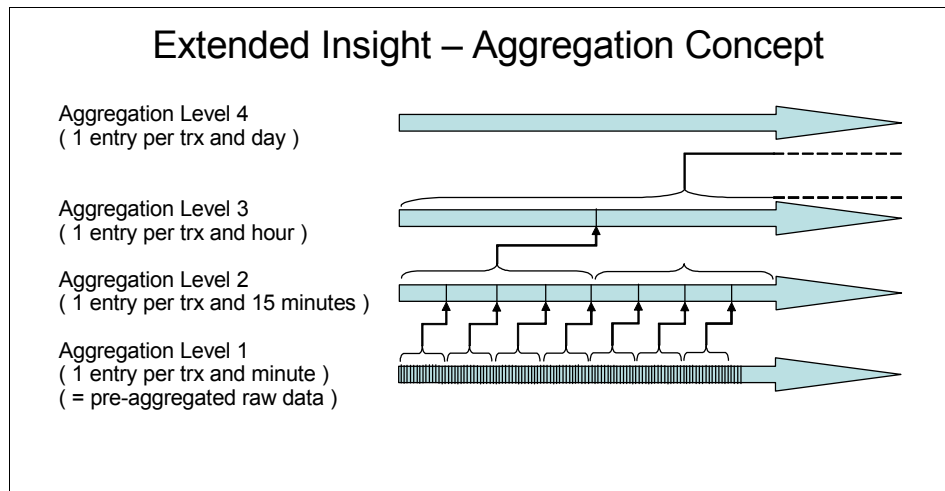 Extended Insight – Aggregation Concept
Aggregation Level 4
( 1 entry per trx and day )
Aggregation Level 3
( 1 entry per trx and hour )
Aggregation Level 2
( 1 entry per trx and 15 minutes )
Aggregation Level 1
( 1 entry per trx and minute )
( = pre-aggregated raw data )